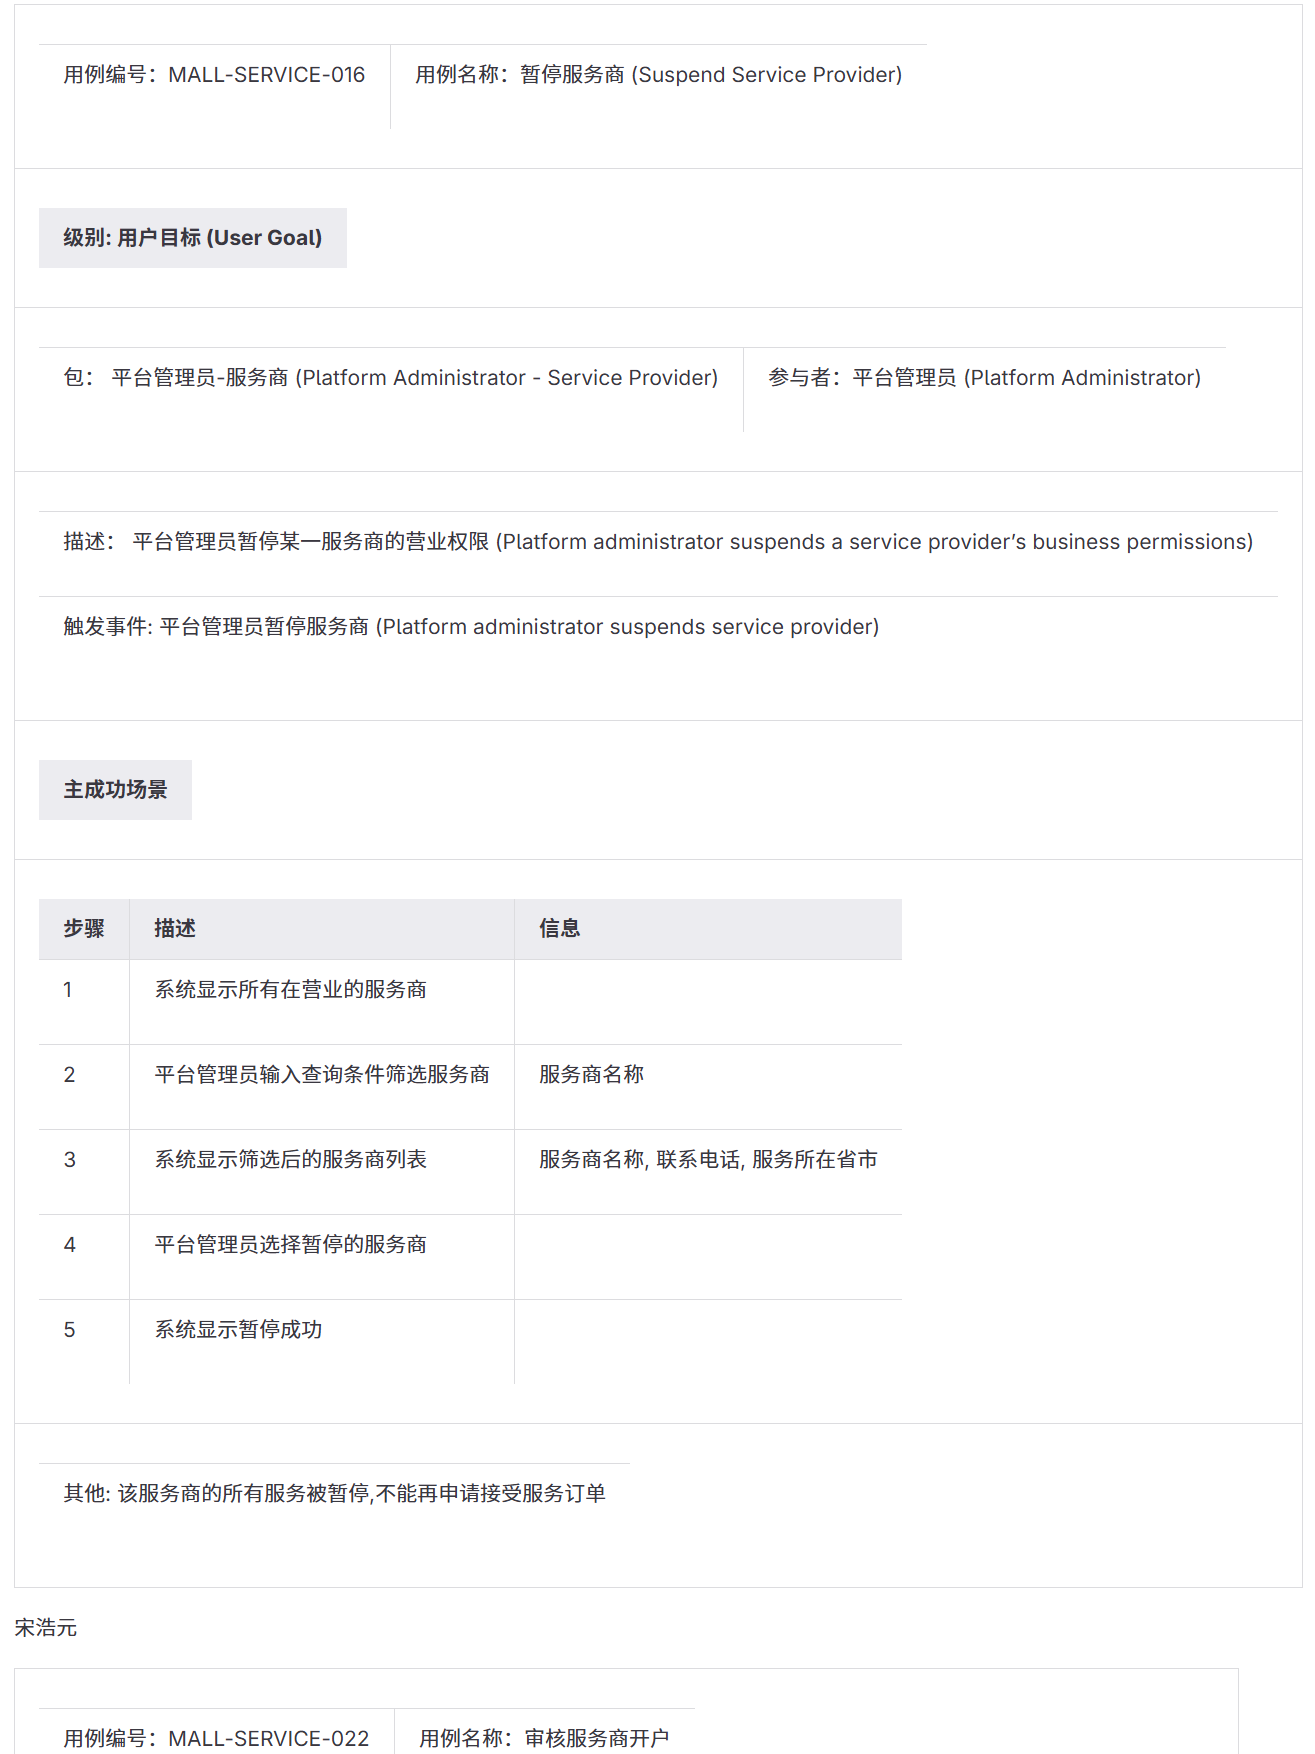 用例编号：MALL-SERVICE-016 用例名称：暂停服务商 (Suspend Service Provider)
级别: 用户目标 (User Goal)
包： 平台管理员-服务商 (Platform Administrator - Service Provider) 参与者：平台管理员 (Platform Administrator)
描述： 平台管理员暂停某一服务商的营业权限 (Platform administrator suspends a service provider’s business permissions)
触发事件: 平台管理员暂停服务商 (Platform administrator suspends service provider)
主成功场景
步骤 描述 信息
1 系统显示所有在营业的服务商
2 平台管理员输入查询条件筛选服务商 服务商名称
3 系统显示筛选后的服务商列表 服务商名称, 联系电话, 服务所在省市
4 平台管理员选择暂停的服务商
5 系统显示暂停成功
其他: 该服务商的所有服务被暂停,不能再申请接受服务订单
宋浩元
用例编号：MALL-SERVICE-022 用例名称：审核服务商开户